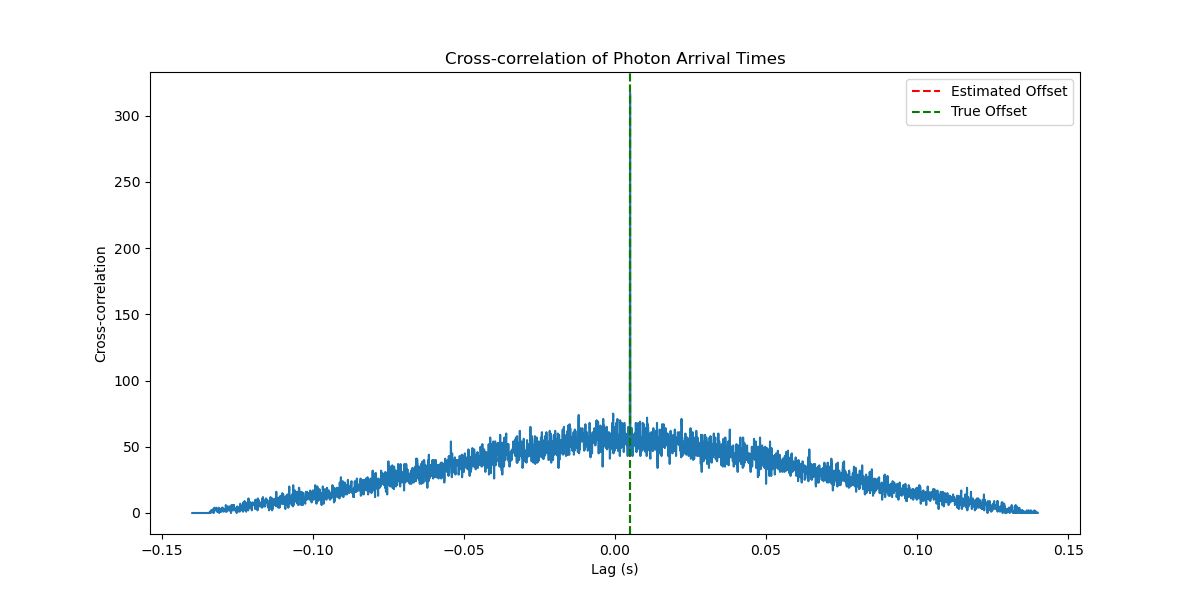 Cross-correlation of Photon Arrival Times
Estimated Offset
True Offset
300
250
200
150
100
50
0
Cross-correlation
−0.15
−0.10
−0.05
0.00
0.05
0.10
0.15
Lag (s)